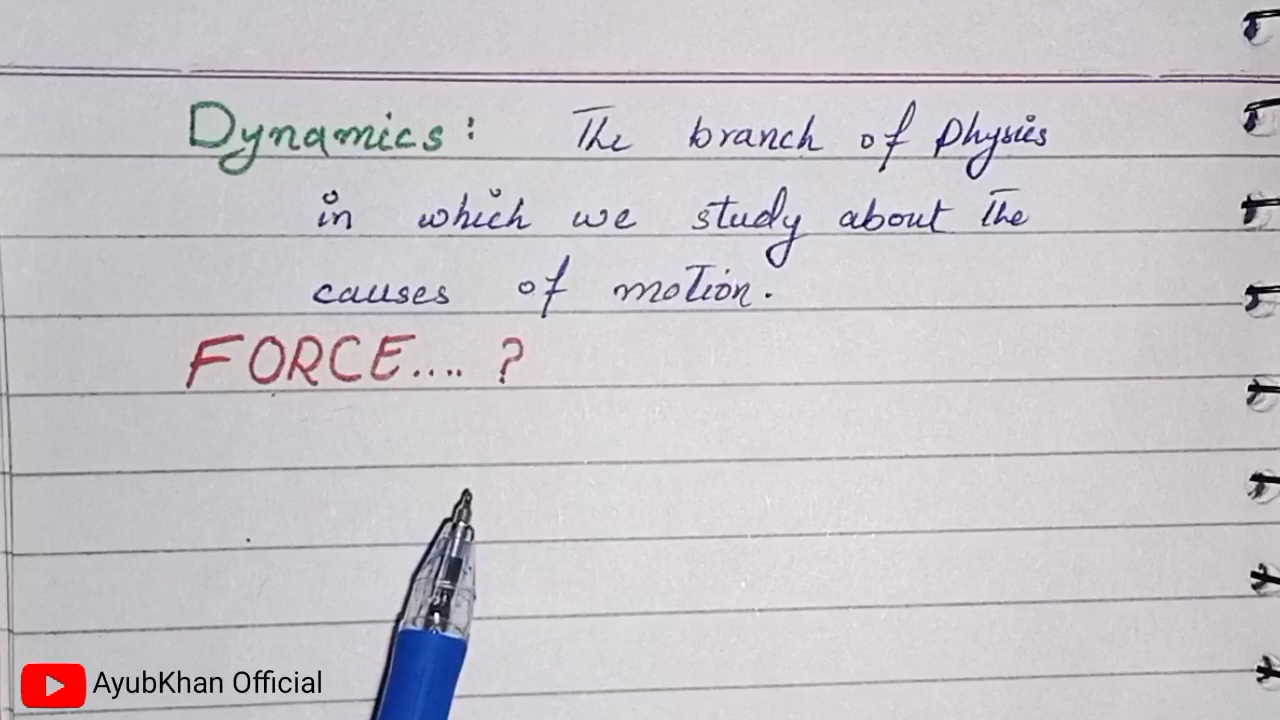 Dynamics: The branch of Physics
in which we study about The
causes of motion.
FORCE.... ?
AyubKhan Official